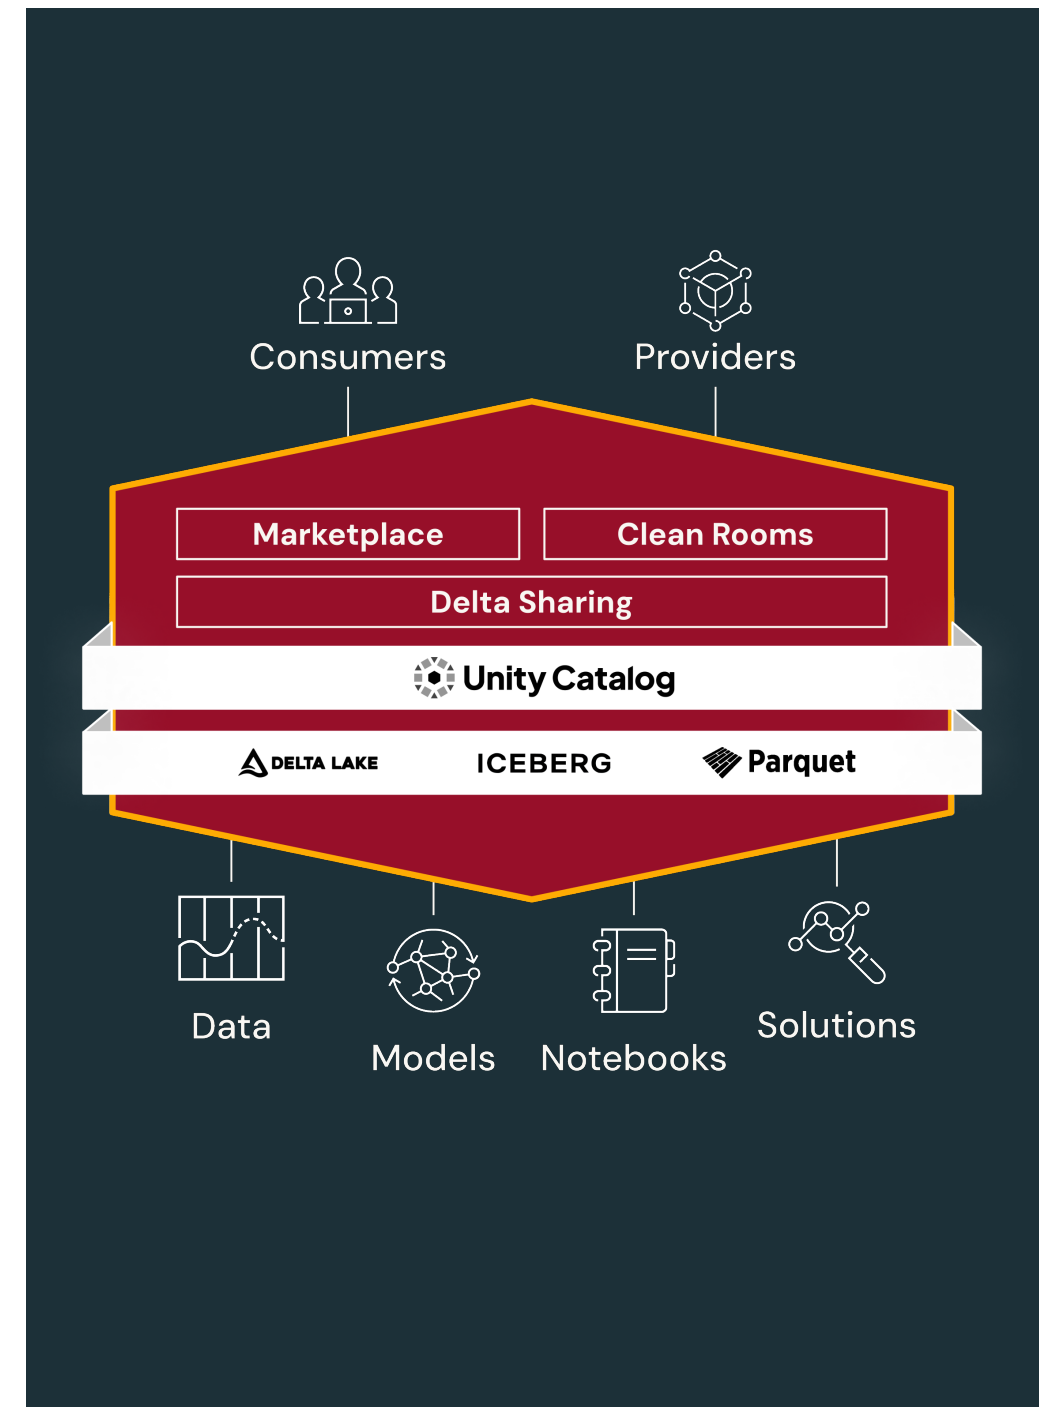 Consumers
Providers
Marketplace
Clean Rooms
Delta Sharing
Unity Catalog
DELTA LAKE
ICEBERG
Parquet
Data
Models
Notebooks
Solutions